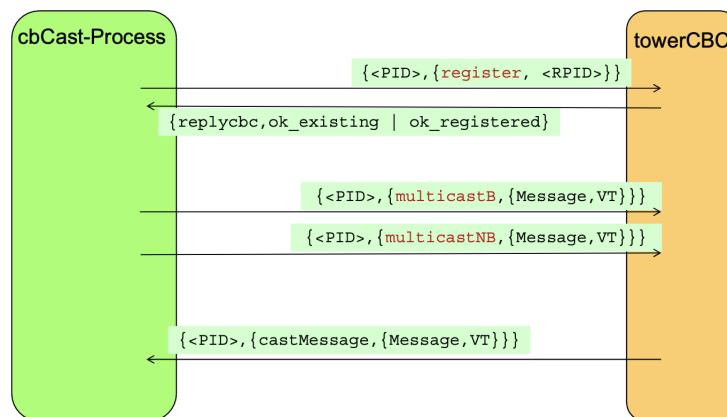 cbCast-Process
towerCBC
{<PID>,{register, <RPID>}}
{replycbc,ok_existing | ok_registered}
{<PID>,{multicastB,{Message,VT}}}
{<PID>,{multicastNB,{Message,VT}}}
{<PID>,{castMessage,{Message,VT}}}